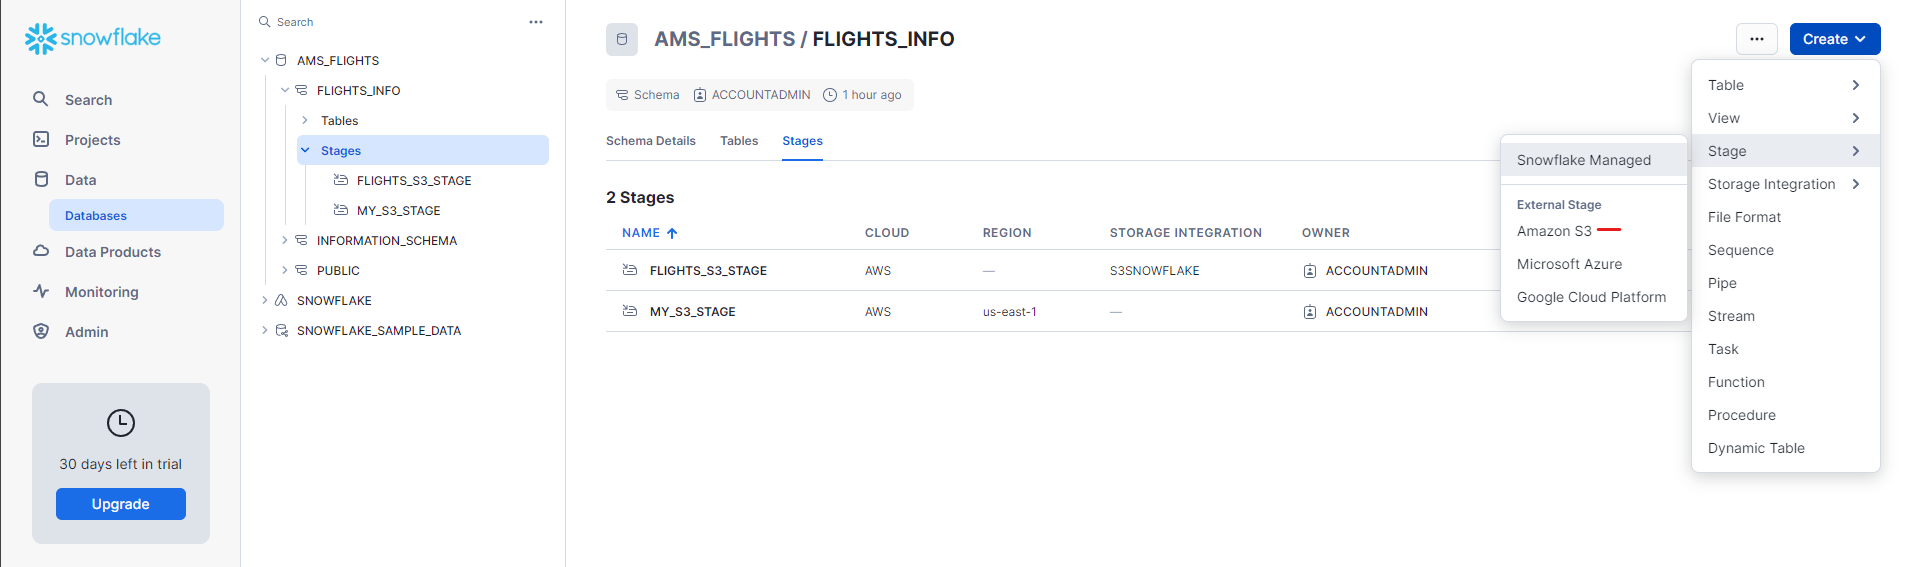 snowflake
Search
Projects
Data
Databases
Data Products
Monitoring
Admin
30 days left in trial
Upgrade
Search
AMS_FLIGHTS
FLIGHTS_INFO
Tables
Stages
FLIGHTS_S3_STAGE
MY_S3_STAGE
INFORMATION_SCHEMA
PUBLIC
SNOWFLAKE
SNOWFLAKE_SAMPLE_DATA
AMS_FLIGHTS / FLIGHTS_INFO
Schema ACCOUNTADMIN 1 hour ago
Schema Details Tables Stages
2 Stages
NAME CLOUD REGION STORAGE INTEGRATION OWNER
FLIGHTS_S3_STAGE AWS — S3SNOWFLAKE ACCOUNTADMIN
MY_S3_STAGE AWS us-east-1 — ACCOUNTADMIN
Snowflake Managed
External Stage
Amazon S3
Microsoft Azure
Google Cloud Platform
... Create
Table
View
Stage
Storage Integration
File Format
Sequence
Pipe
Stream
Task
Function
Procedure
Dynamic Table